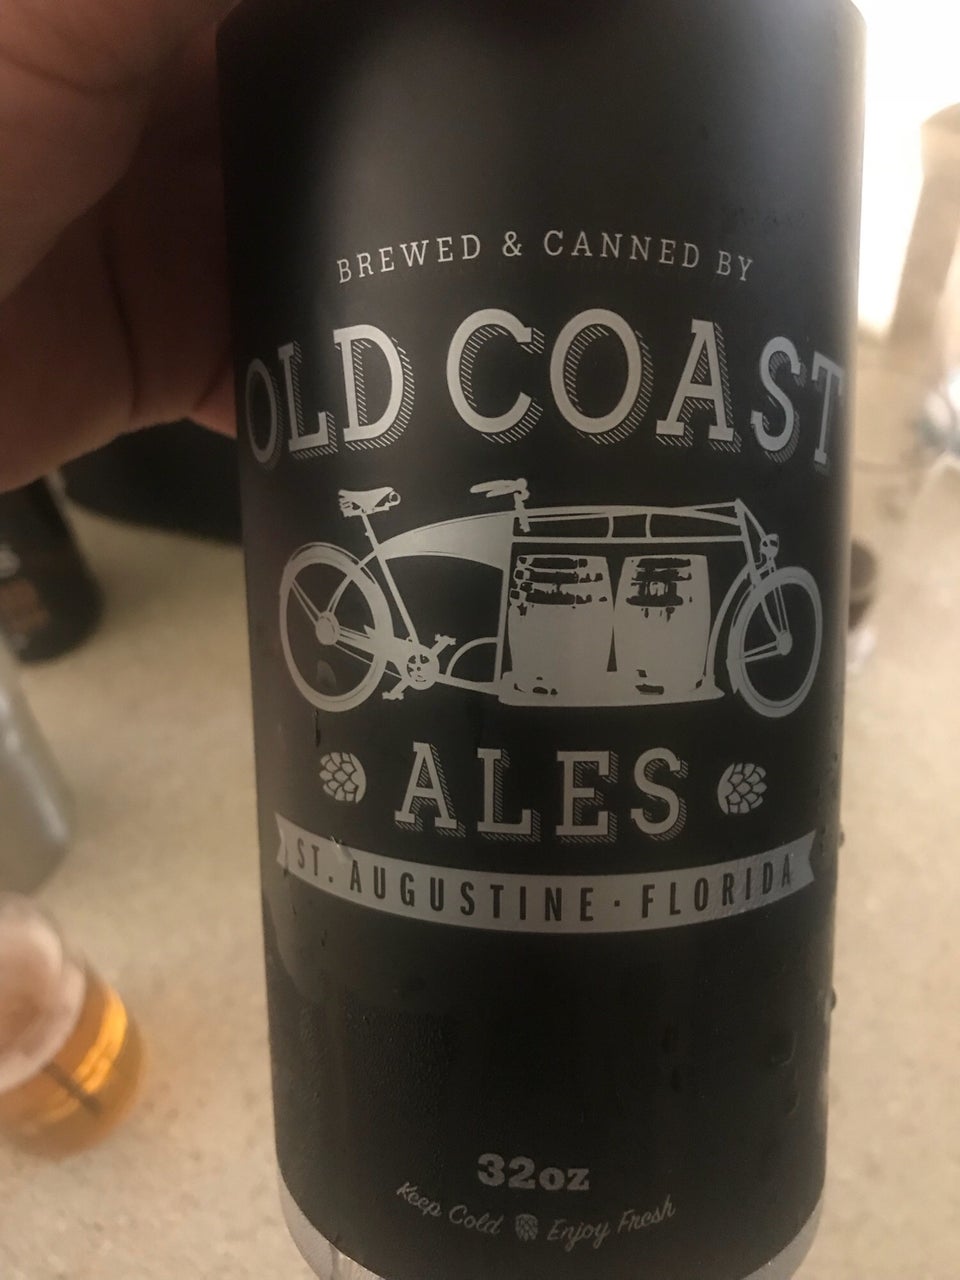 BREWED & CANNED BY
OLD COAST
ALES
ST. AUGUSTINE · FLORIDA
32oz
Keep Cold Enjoy Fresh